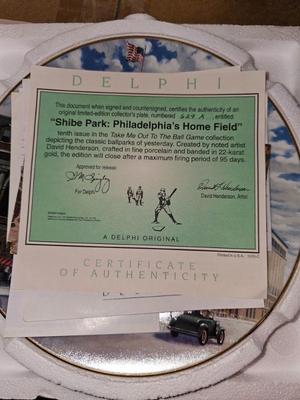 DELPHI
This document when signed and countersigned, certifies the authenticity of an
original limited-edition collector's plate, numbered 629 A, entitled
"Shibe Park: Philadelphia's Home Field"
tenth issue in the Take Me Out To The Ball Game collection
depicting the classic ballparks of yesterday. Created by noted artist
David Henderson, crafted in fine porcelain and banded in 22-karat
gold, the edition will close after a maximum firing period of 95 days.
Approved for release:
For Delphi
David Henderson, Artist
A DELPHI ORIGINAL
CERTIFICATE
OF AUTHENTICITY